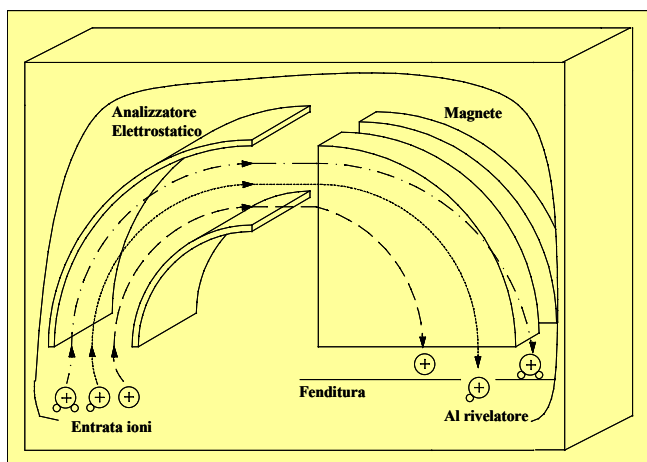 Analizzatore
Elettrostatico
Magnete
+
+
+
+
+
+
Fenditura
Al rivelatore
Entrata ioni